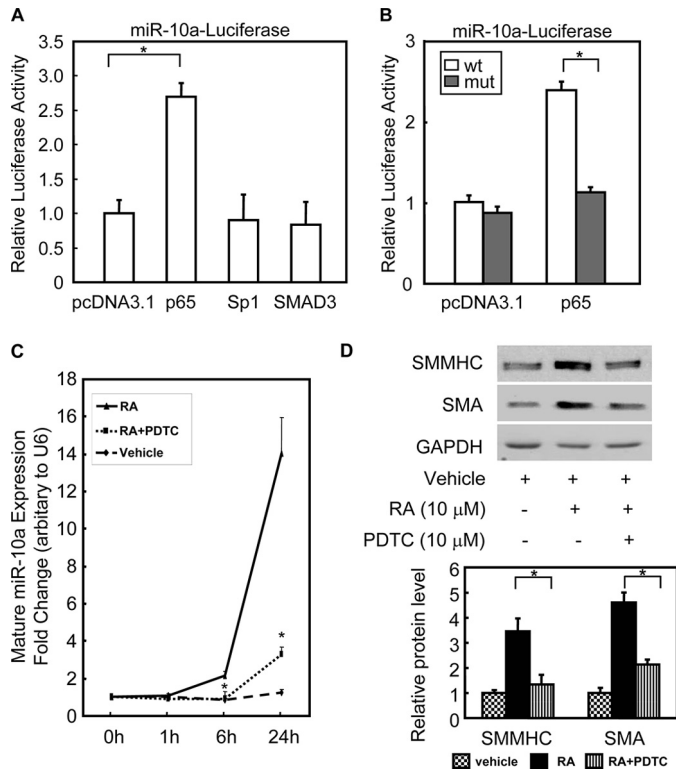 A
miR-10a-Luciferase
Relative Luciferase Activity
3.5
3.0
2.5
2.0
1.5
1.0
0.5
0
*
pcDNA3.1 p65 Sp1 SMAD3
B
miR-10a-Luciferase
Relative Luciferase Activity
3
2
1
0
wt
mut
*
pcDNA3.1 p65
C
Mature miR-10a Expression
Fold Change (arbitary to U6)
18
16
14
12
10
8
6
4
2
0
RA
RA+PDTC
Vehicle
*
*
0h 1h 6h 24h
D
SMMHC
SMA
GAPDH
Vehicle + + +
RA (10 µM) - + +
PDTC (10 µM) - - +
Relative protein level
6
5
4
3
2
1
0
* *
SMMHC SMA
vehicle RA RA+PDTC